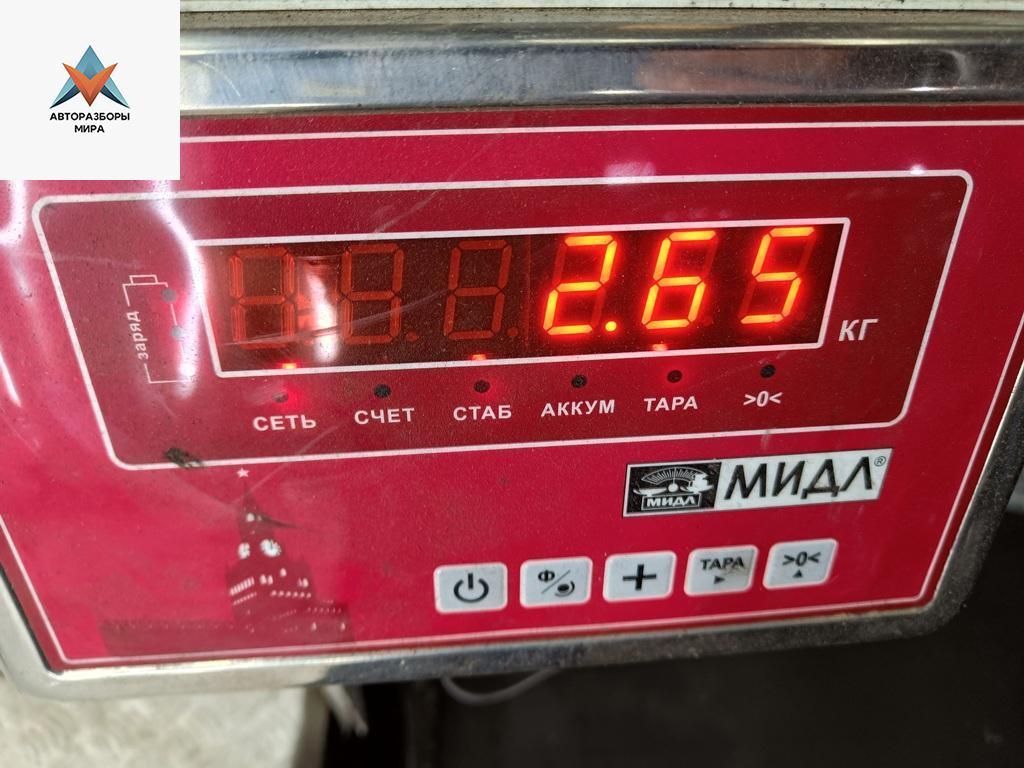 АВТОРАЗБОРЫ
МИРА
2.65
КГ
заряд
СЕТЬ СЧЕТ СТАБ АККУМ ТАРА >0<
МИДЛ МИДЛ®
Ф/ + ТАРА >0<